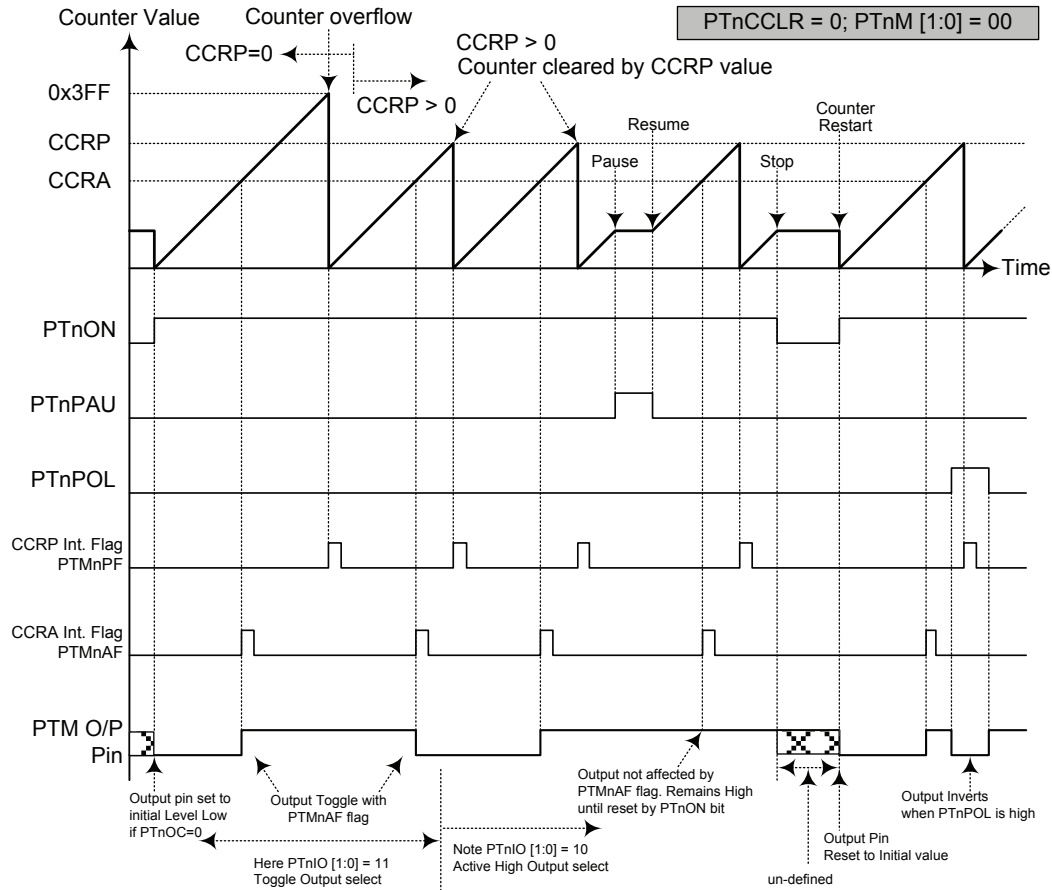 Counter Value
Counter overflow
PTnCCLR = 0; PTnM [1:0] = 00
CCRP=0
CCRP > 0
CCRP > 0
Counter cleared by CCRP value
0x3FF
CCRP
CCRA
Pause
Resume
Stop
Counter
Restart
Time
PTnON
PTnPAU
PTnPOL
CCRP Int. Flag
PTMnPF
CCRA Int. Flag
PTMnAF
PTM O/P
Pin
Output pin set to
initial Level Low
if PTnOC=0
Output Toggle with
PTMnAF flag
Here PTnIO [1:0] = 11
Toggle Output select
Note PTnIO [1:0] = 10
Active High Output select
Output not affected by
PTMnAF flag. Remains High
until reset by PTnON bit
un-defined
Output Pin
Reset to Initial value
Output Inverts
when PTnPOL is high